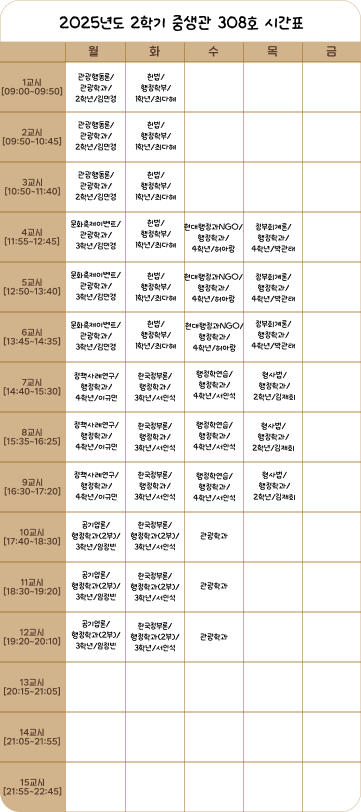 2025년도 2학기 중생관 308호 시간표
월 화 수 목 금
1교시
[09:00~09:50]
관광행동론/
관광학과/
2학년/김민경
헌법/
행정학부/
1학년/최다혜
2교시
[09:50~10:45]
관광행동론/
관광학과/
2학년/김민경
헌법/
행정학부/
1학년/최다혜
3교시
[10:50~11:40]
관광행동론/
관광학과/
2학년/김민경
헌법/
행정학부/
1학년/최다혜
4교시
[11:55~12:45]
문화축제이벤트/
관광학과/
3학년/김민경
헌법/
행정학부/
1학년/최다혜
현대행정과NGO/
행정학과/
4학년/허아랑
정부회계론/
행정학과/
4학년/박관태
5교시
[12:50~13:40]
문화축제이벤트/
관광학과/
3학년/김민경
헌법/
행정학부/
1학년/최다혜
현대행정과NGO/
행정학과/
4학년/허아랑
정부회계론/
행정학과/
4학년/박관태
6교시
[13:45~14:35]
문화축제이벤트/
관광학과/
3학년/김민경
헌법/
행정학부/
1학년/최다혜
현대행정과NGO/
행정학과/
4학년/허아랑
정부회계론/
행정학과/
4학년/박관태
7교시
[14:40~15:30]
정책사례연구/
행정학과/
4학년/이규민
한국정부론/
행정학과/
3학년/서인석
행정학연습/
행정학과/
4학년/서인석
형사법/
행정학과/
2학년/김재희
8교시
[15:35~16:25]
정책사례연구/
행정학과/
4학년/이규민
한국정부론/
행정학과/
3학년/서인석
행정학연습/
행정학과/
4학년/서인석
형사법/
행정학과/
2학년/김재희
9교시
[16:30~17:20]
정책사례연구/
행정학과/
4학년/이규민
한국정부론/
행정학과/
3학년/서인석
행정학연습/
행정학과/
4학년/서인석
형사법/
행정학과/
2학년/김재희
10교시
[17:40~18:30]
공기업론/
행정학과(2부)/
3학년/임정빈
한국정부론/
행정학과(2부)/
3학년/서인석
관광학과
11교시
[18:30~19:20]
공기업론/
행정학과(2부)/
3학년/임정빈
한국정부론/
행정학과(2부)/
3학년/서인석
관광학과
12교시
[19:20~20:10]
공기업론/
행정학과(2부)/
3학년/임정빈
한국정부론/
행정학과(2부)/
3학년/서인석
관광학과
13교시
[20:15~21:05]
14교시
[21:05~21:55]
15교시
[21:55~22:45]